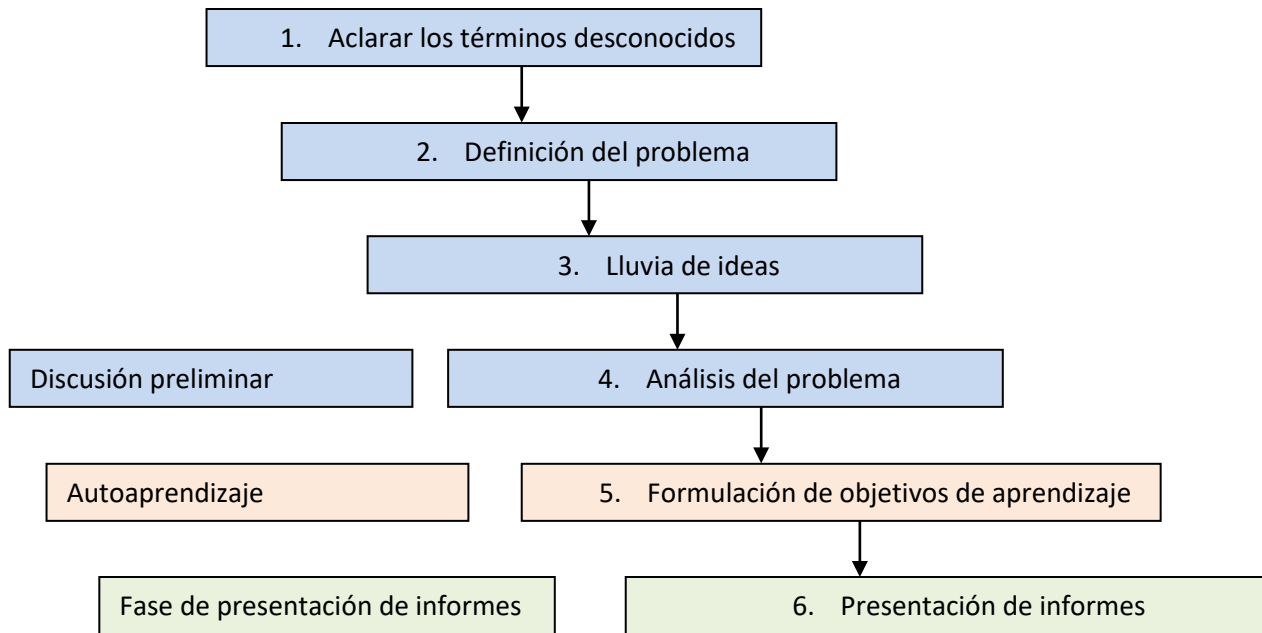 1. Aclarar los términos desconocidos
2. Definición del problema
3. Lluvia de ideas
Discusión preliminar
4. Análisis del problema
Autoaprendizaje
5. Formulación de objetivos de aprendizaje
Fase de presentación de informes
6. Presentación de informes